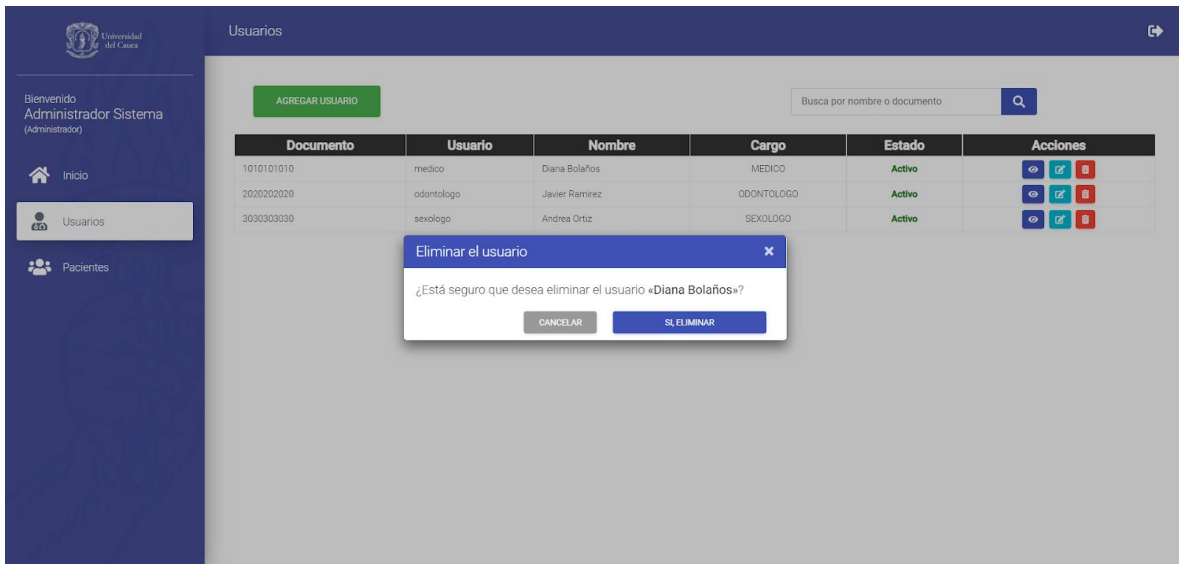 Universidad
del Cauca
Usuarios
Bienvenido
Administrador Sistema
(Administrador)
Inicio
Usuarios
Pacientes
AGREGAR USUARIO
Busca por nombre o documento
Documento Usuario Nombre Cargo Estado Acciones
1010101010 medico Diana Bolaños MEDICO Activo
2020202020 odontologo Javier Ramirez ODONTOLOGO Activo
3030303030 sexologo Andrea Ortiz SEXOLOGO Activo
Eliminar el usuario
¿Está seguro que desea eliminar el usuario «Diana Bolaños»?
CANCELAR SI, ELIMINAR